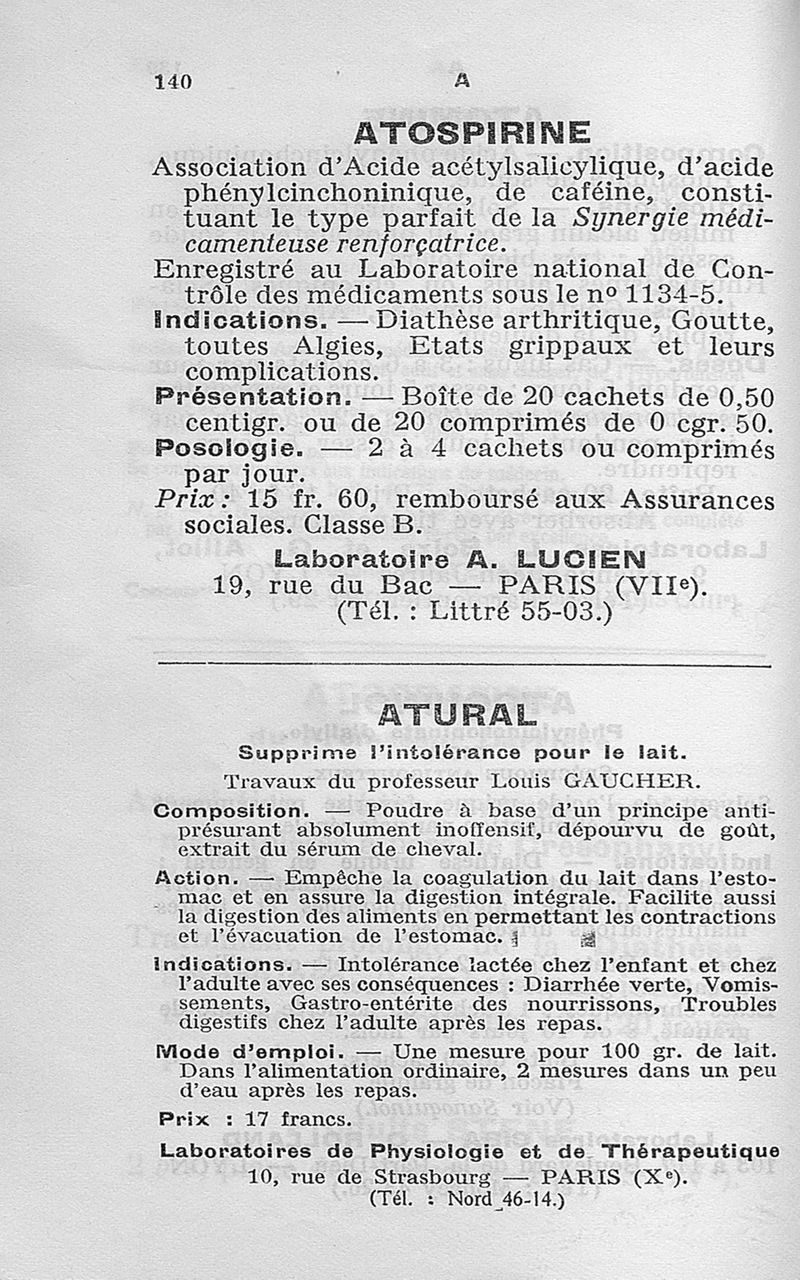 140
A
ATOSPIRINE
Association d'Acide acétylsalicylique, d'acide
phénylcinchoninique, de caféine, consti-
tuant le type parfait de la Synergie médi-
camenteuse renforçatrice.
Enregistré au Laboratoire national de Con-
trôle des médicaments sous le nº 1134-5.
Indications. — Diathèse arthritique, Goutte,
toutes Algies, Etats grippaux et leurs
complications.
Présentation. — Boîte de 20 cachets de 0,50
centigr. ou de 20 comprimés de 0 cgr. 50.
Posologie. — 2 à 4 cachets ou comprimés
par jour.
Prix : 15 fr. 60, remboursé aux Assurances
sociales. Classe B.
Laboratoire A. LUCIEN
19, rue du Bac — PARIS (VIIe).
(Tél. : Littré 55-03.)
ATURAL
Supprime l'intolérance pour le lait.
Travaux du professeur Louis GAUCHER.
Composition. — Poudre à base d'un principe anti-
présurant absolument inoffensif, dépourvu de goût,
extrait du sérum de cheval.
Action. — Empêche la coagulation du lait dans l'esto-
mac et en assure la digestion intégrale. Facilite aussi
la digestion des aliments en permettant les contractions
et l'évacuation de l'estomac.
Indications. — Intolérance lactée chez l'enfant et chez
l'adulte avec ses conséquences : Diarrhée verte, Vomis-
sements, Gastro-entérite des nourrissons, Troubles
digestifs chez l'adulte après les repas.
Mode d'emploi. — Une mesure pour 100 gr. de lait.
Dans l'alimentation ordinaire, 2 mesures dans un peu
d'eau après les repas.
Prix : 17 francs.
Laboratoires de Physiologie et de Thérapeutique
10, rue de Strasbourg — PARIS (Xe).
(Tél. : Nord 46-14.)